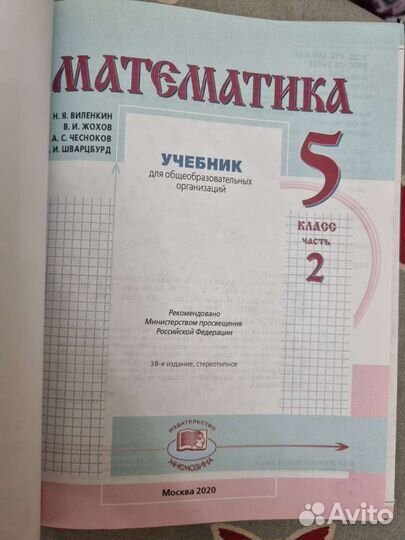 МАТЕМАТИКА
Н. Я. ВИЛЕНКИН
В. И. ЖОХОВ
А. С. ЧЕСНОКОВ
И. ШВАРЦБУРД
УЧЕБНИК
для общеобразовательных
организаций
5
КЛАСС
ЧАСТЬ
2
Рекомендовано
Министерством просвещения
Российской Федерации
38-е издание, стереотипное
ИЗДАТЕЛЬСТВО
МНЕМОЗИНА
Москва 2020
Avito